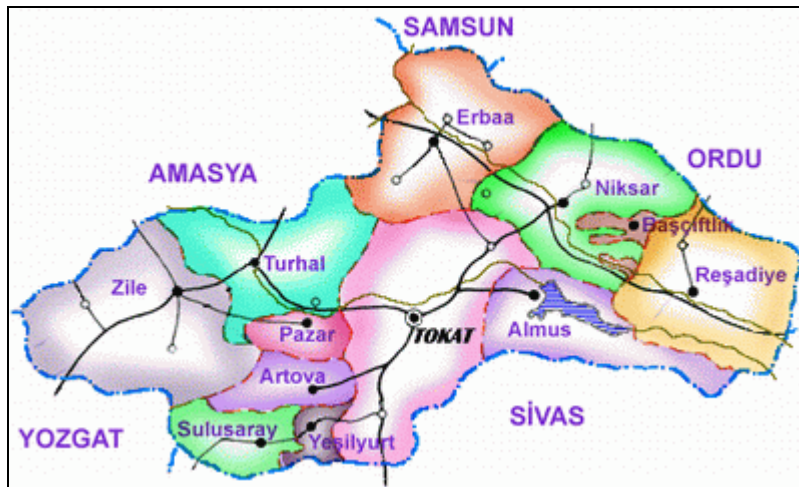 SAMSUN
Erbaa
AMASYA
ORDU
Niksar
Başçiftlik
Turhal
Zile
Reşadiye
Pazar
TOKAT
Almus
Artova
SİVAS
YOZGAT
Sulusaray
Yeşilyurt